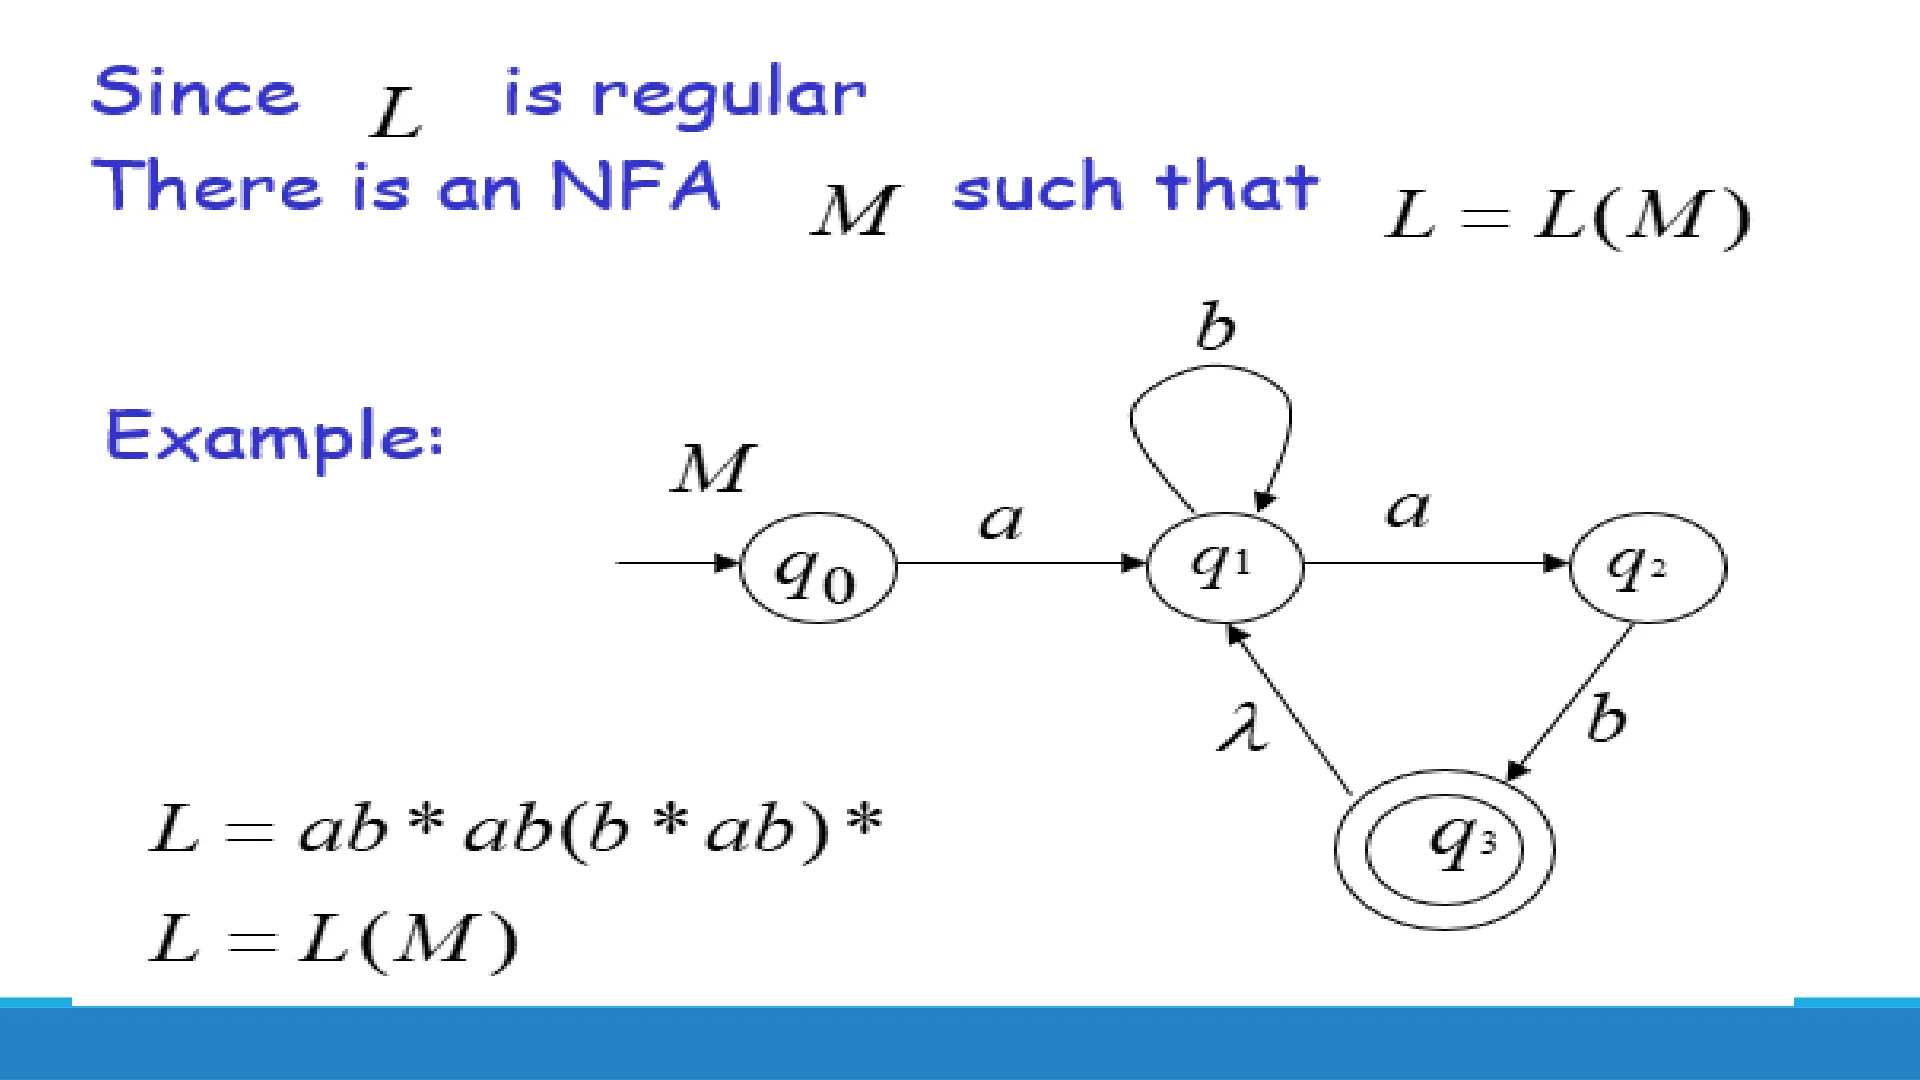 Since L is regular
There is an NFA M such that L = L(M)
b
Example:
M
a
a
q0
q1
q2
λ
b
q3
L = ab * ab(b * ab) *
L = L(M)